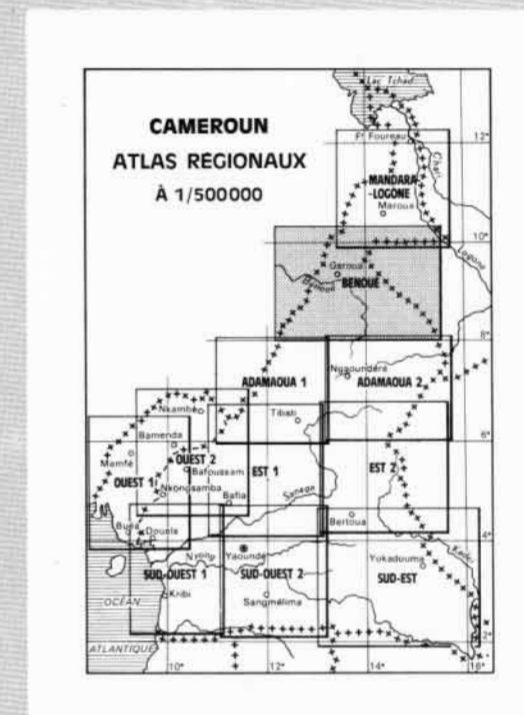 Lac Tchad
CAMEROUN
ATLAS RÉGIONAUX
À 1/500000
Ft Foureau
12°
Chari
MANDARA
-LOGONE
Maroua
10°
Logone
Garoua
Bénoué
BENOUÉ
8°
Ngaoundéré
ADAMAOUA 1
ADAMAOUA 2
Nkambe
Tibati
6°
Bamenda
Mamfé
OUEST 2
Bafoussam
EST 1
EST 2
OUEST 1
Nkongsamba
Bafia
Sanaga
Bertoua
Buéa
Douala
4°
Nyong
Yaoundé
Kadei
Yokadouma
SUD-OUEST 1
SUD-OUEST 2
SUD-EST
Kribi
Sangmélima
OCÉAN
ATLANTIQUE
2°
10°
12°
14°
16°